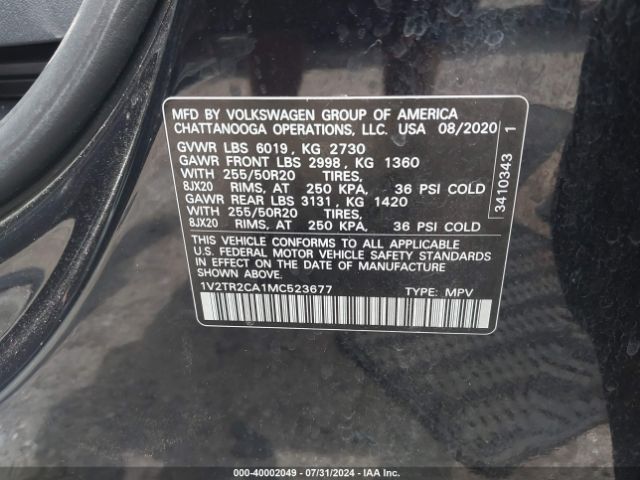 MFD BY VOLKSWAGEN GROUP OF AMERICA
CHATTANOOGA OPERATIONS, LLC. USA 08/2020
GVWR LBS 6019, KG 2730
GAWR FRONT LBS 2998, KG 1360
WITH 255/50R20 TIRES,
8JX20 RIMS, AT 250 KPA, 36 PSI COLD
GAWR REAR LBS 3131, KG 1420
WITH 255/50R20 TIRES,
8JX20 RIMS, AT 250 KPA, 36 PSI COLD
THIS VEHICLE CONFORMS TO ALL APPLICABLE
U.S. FEDERAL MOTOR VEHICLE SAFETY STANDARDS
IN EFFECT ON THE DATE OF MANUFACTURE
SHOWN ABOVE.
1V2TR2CA1MC523677 TYPE: MPV
3410343 1
000-40002049 - 07/31/2024 - IAA Inc.